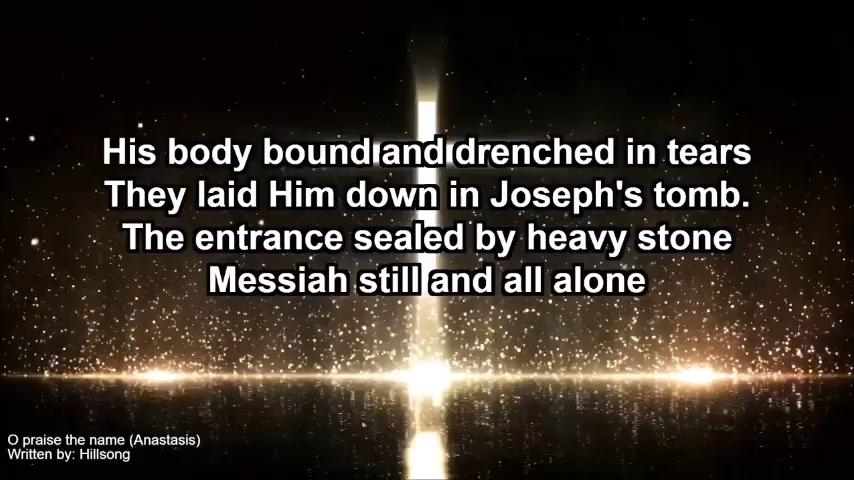 His body bound and drenched in tears
They laid Him down in Joseph's tomb.
The entrance sealed by heavy stone
Messiah still and all alone
O praise the name (Anastasis)
Written by: Hillsong